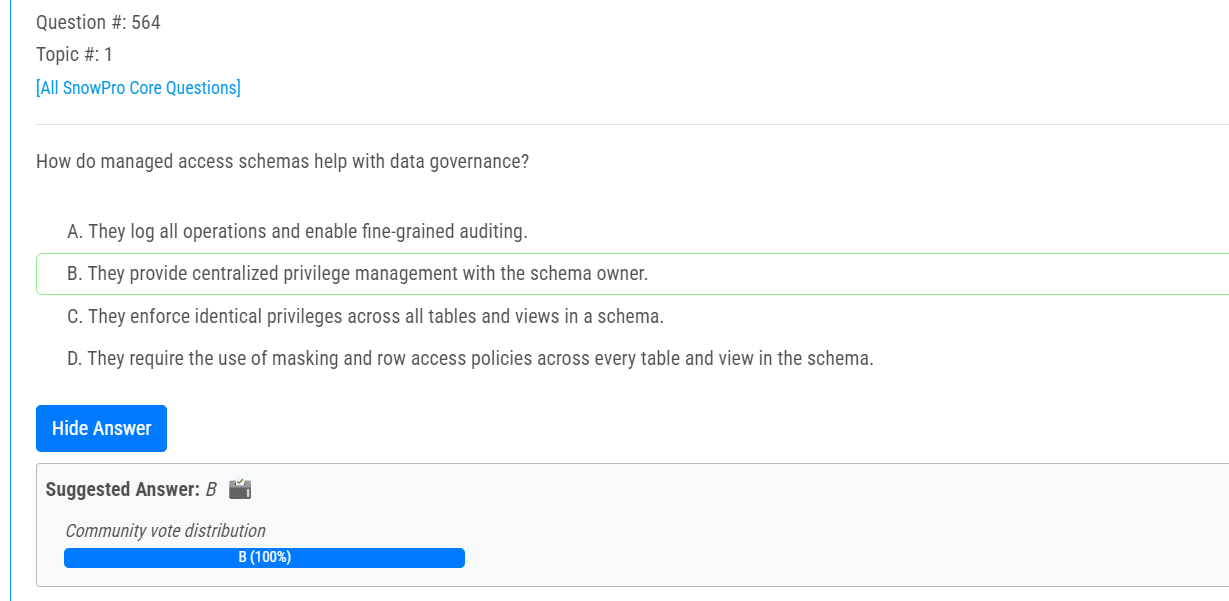 Question #: 564
Topic #: 1
[All SnowPro Core Questions]
How do managed access schemas help with data governance?
A. They log all operations and enable fine-grained auditing.
B. They provide centralized privilege management with the schema owner.
C. They enforce identical privileges across all tables and views in a schema.
D. They require the use of masking and row access policies across every table and view in the schema.
Hide Answer
Suggested Answer: B
Community vote distribution
B (100%)